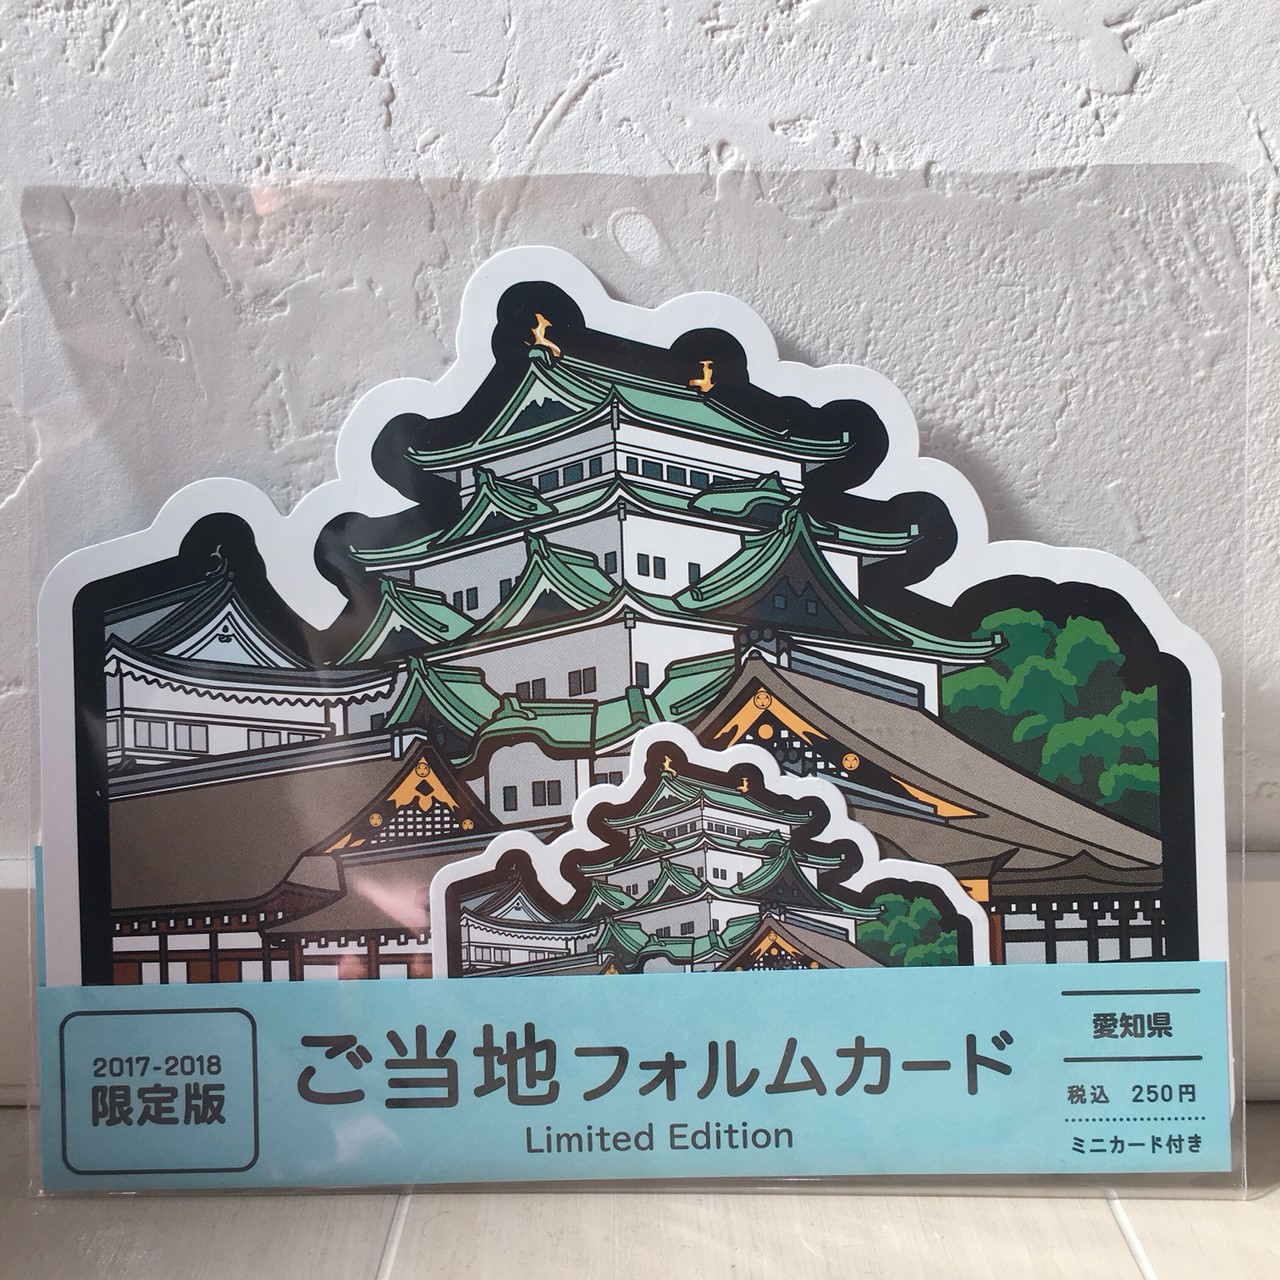 2017-2018
限定版
ご当地フォルムカード
Limited Edition
愛知県
税込 250円
ミニカード付き